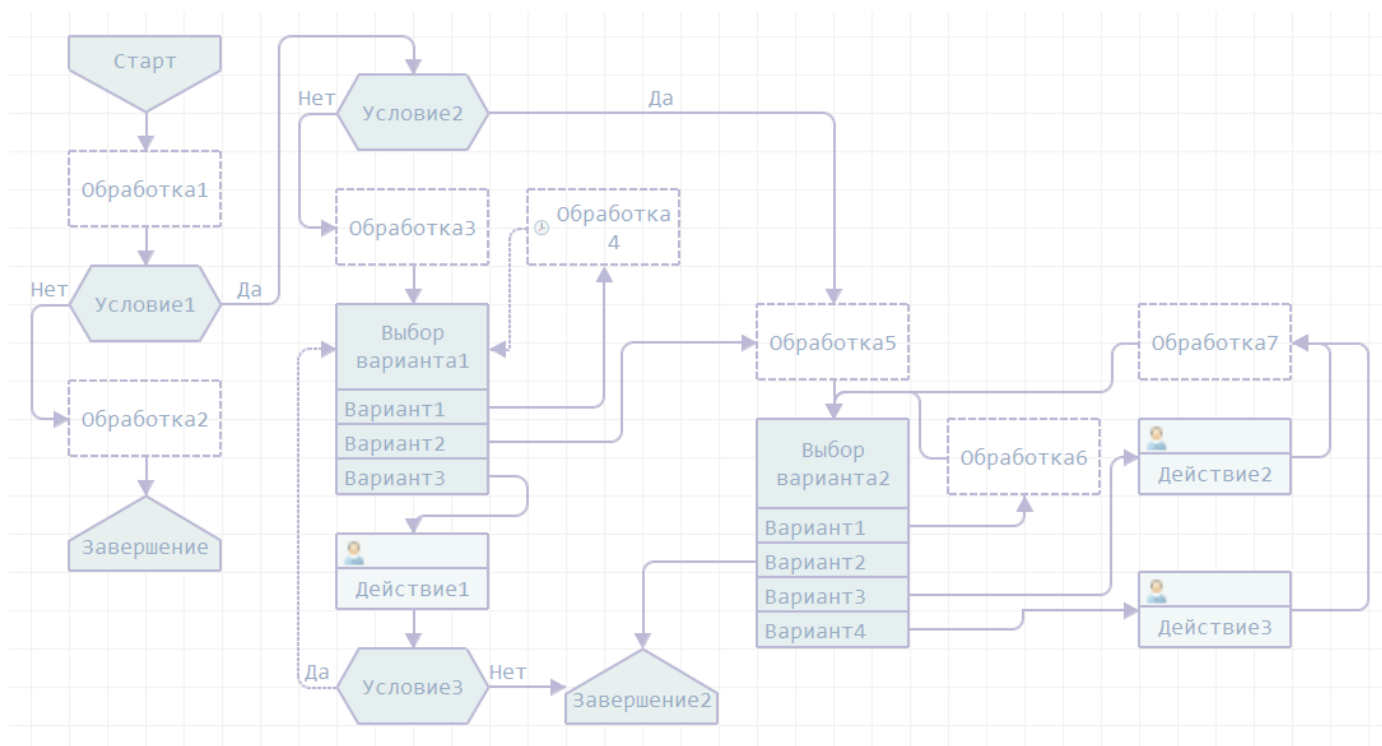 Старт
Обработка1
Нет
Условие1
Да
Обработка2
Завершение
Нет
Условие2
Да
Обработка3
Обработка
4
Выбор
варианта1
Вариант1
Вариант2
Вариант3
Действие1
Да
Условие3
Нет
Завершение2
Обработка5
Выбор
варианта2
Вариант1
Вариант2
Вариант3
Вариант4
Обработка6
Обработка7
Действие2
Действие3